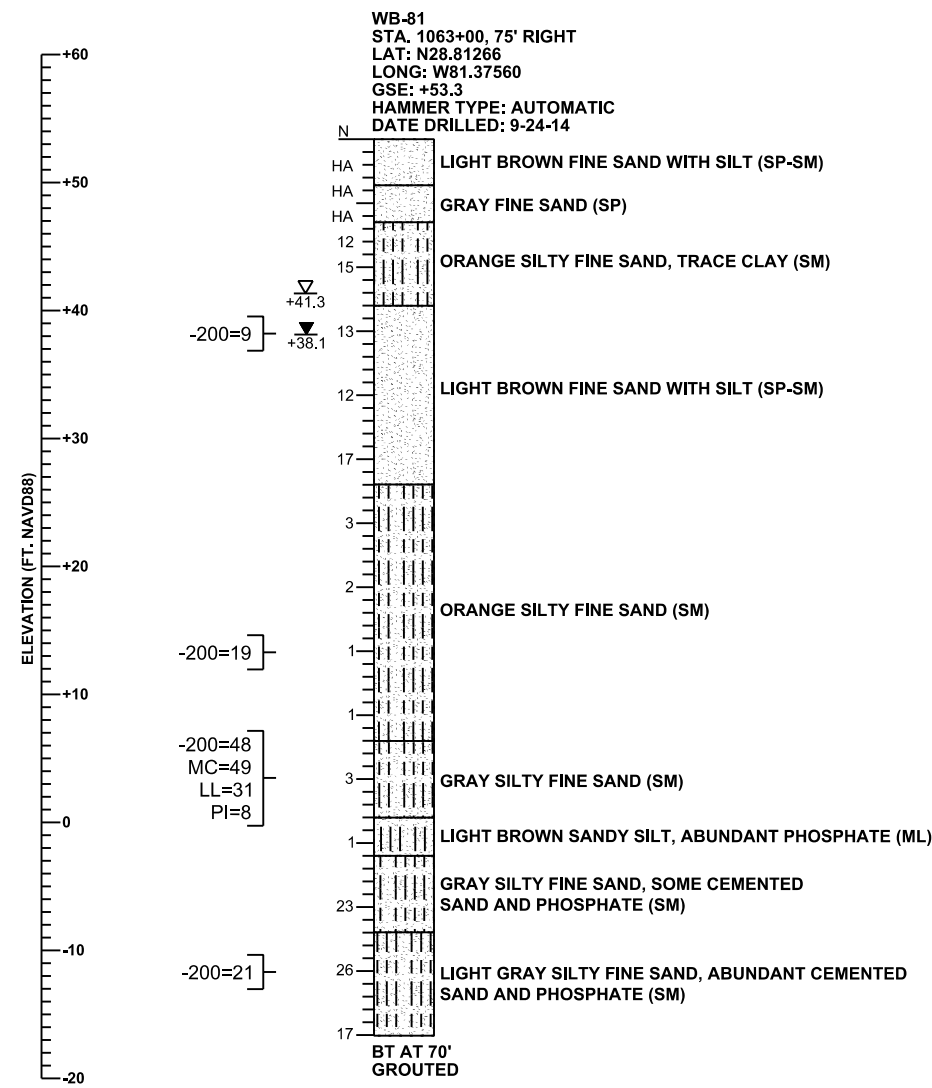 WB-81
STA. 1063+00, 75' RIGHT
LAT: N28.81266
LONG: W81.37560
GSE: +53.3
HAMMER TYPE: AUTOMATIC
DATE DRILLED: 9-24-14
+60
N
HA
LIGHT BROWN FINE SAND WITH SILT (SP-SM)
+50
HA
GRAY FINE SAND (SP)
HA
12
15
ORANGE SILTY FINE SAND, TRACE CLAY (SM)
+41.3
+40
-200=9
+38.1
13
12
LIGHT BROWN FINE SAND WITH SILT (SP-SM)
+30
17
ELEVATION (FT. NAVD88)
3
+20
2
ORANGE SILTY FINE SAND (SM)
-200=19
1
+10
1
-200=48
MC=49
LL=31
PI=8
3
GRAY SILTY FINE SAND (SM)
0
1
LIGHT BROWN SANDY SILT, ABUNDANT PHOSPHATE (ML)
GRAY SILTY FINE SAND, SOME CEMENTED
SAND AND PHOSPHATE (SM)
23
-10
-200=21
26
LIGHT GRAY SILTY FINE SAND, ABUNDANT CEMENTED
SAND AND PHOSPHATE (SM)
17
BT AT 70'
GROUTED
-20